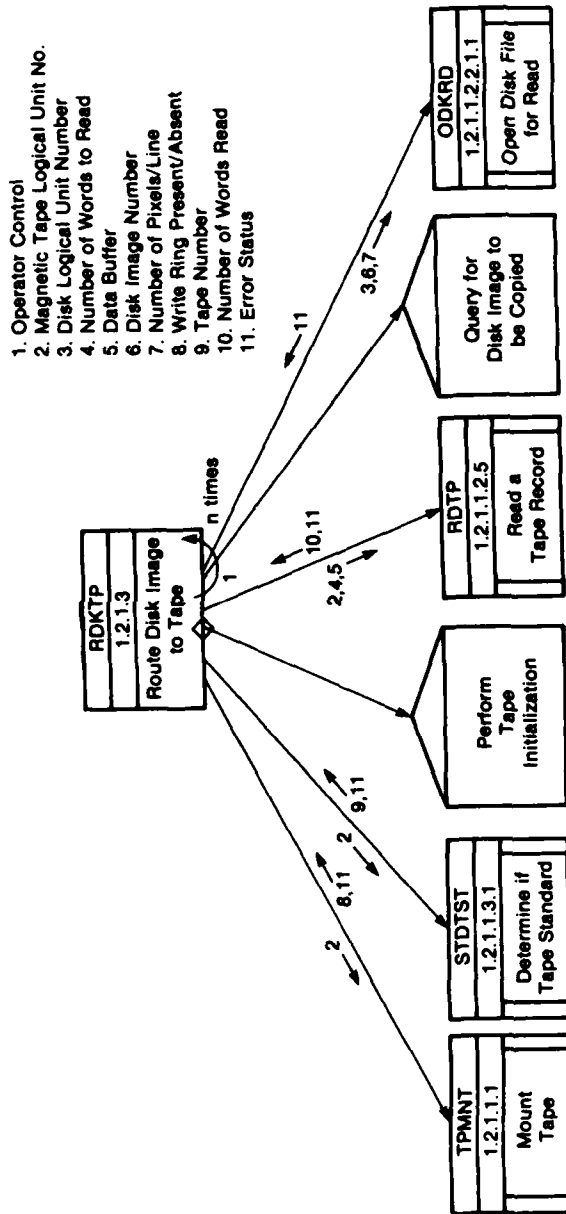 1. Operator Control
2. Magnetic Tape Logical Unit No.
3. Disk Logical Unit Number
4. Number of Words to Read
5. Data Buffer
6. Disk Image Number
7. Number of Pixels/Line
8. Write Ring Present/Absent
9. Tape Number
10. Number of Words Read
11. Error Status
RDKTP
1.2.1.3
Route Disk Image
to Tape
n times
1
2
8,11
2
9,11
2,4,5
10,11
11
3,6,7
TPMNT
1.2.1.1.1
Mount
Tape
STDTST
1.2.1.1.3.1
Determine if
Tape Standard
Perform
Tape
Initialization
RDTP
1.2.1.1.2.5
Read a
Tape Record
Query for
Disk Image to
be Copied
ODKRD
1.2.1.1.2.2.1.1
Open Disk File
for Read